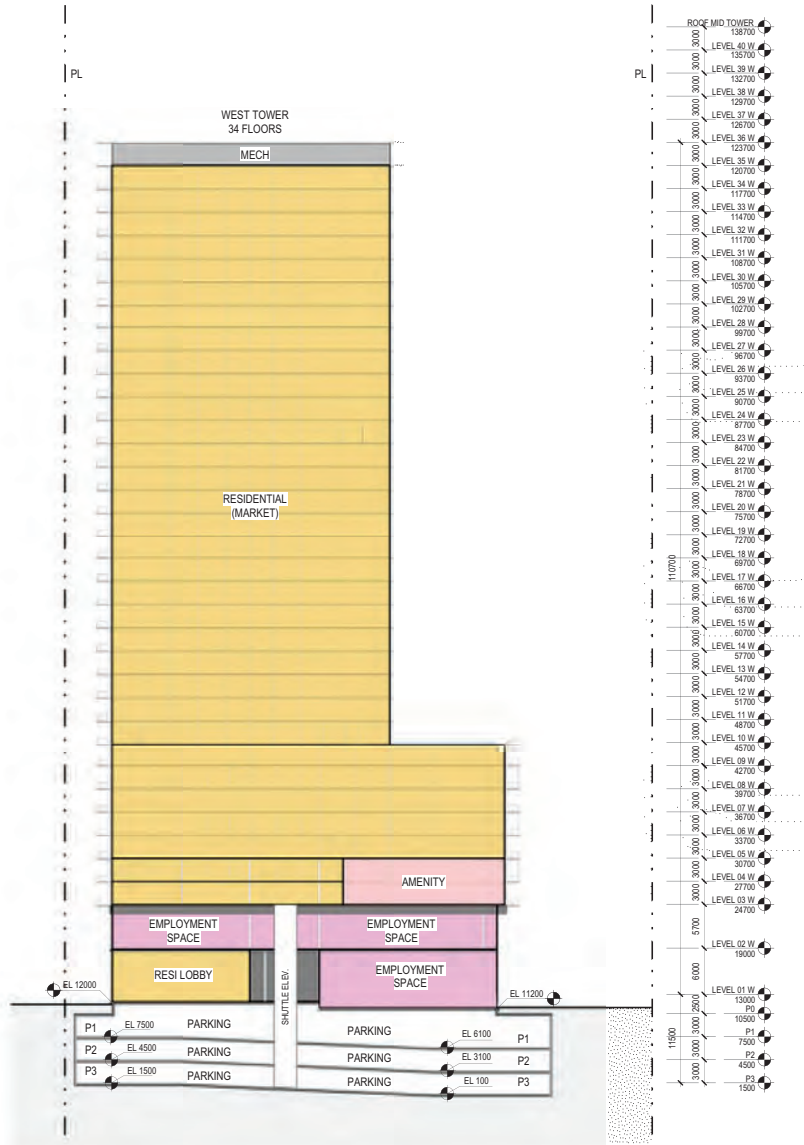 PL
PL
WEST TOWER
34 FLOORS
MECH
RESIDENTIAL
(MARKET)
AMENITY
EMPLOYMENT
SPACE
EMPLOYMENT
SPACE
RESI LOBBY
EMPLOYMENT
SPACE
SHUTTLE ELEV.
EL 12000
EL 11200
P1
EL 7500
PARKING
PARKING
EL 6100
P1
P2
EL 4500
PARKING
PARKING
EL 3100
P2
P3
EL 1500
PARKING
PARKING
EL 100
P3
ROOF MID TOWER
138700
3000
LEVEL 40 W
135700
3000
LEVEL 39 W
132700
3000
LEVEL 38 W
129700
3000
LEVEL 37 W
126700
3000
LEVEL 36 W
123700
3000
LEVEL 35 W
120700
3000
LEVEL 34 W
117700
3000
LEVEL 33 W
114700
3000
LEVEL 32 W
111700
3000
LEVEL 31 W
108700
3000
LEVEL 30 W
105700
3000
LEVEL 29 W
102700
3000
LEVEL 28 W
99700
3000
LEVEL 27 W
96700
3000
LEVEL 26 W
93700
3000
LEVEL 25 W
90700
3000
LEVEL 24 W
87700
3000
LEVEL 23 W
84700
3000
LEVEL 22 W
81700
3000
LEVEL 21 W
78700
3000
LEVEL 20 W
75700
3000
LEVEL 19 W
72700
3000
LEVEL 18 W
69700
110700
3000
LEVEL 17 W
66700
3000
LEVEL 16 W
63700
3000
LEVEL 15 W
60700
3000
LEVEL 14 W
57700
3000
LEVEL 13 W
54700
3000
LEVEL 12 W
51700
3000
LEVEL 11 W
48700
3000
LEVEL 10 W
45700
3000
LEVEL 09 W
42700
3000
LEVEL 08 W
39700
3000
LEVEL 07 W
36700
3000
LEVEL 06 W
33700
3000
LEVEL 05 W
30700
3000
LEVEL 04 W
27700
3000
LEVEL 03 W
24700
5700
LEVEL 02 W
19000
6000
LEVEL 01 W
13000
2500
P0
10500
3000
P1
7500
11500
3000
P2
4500
3000
P3
1500